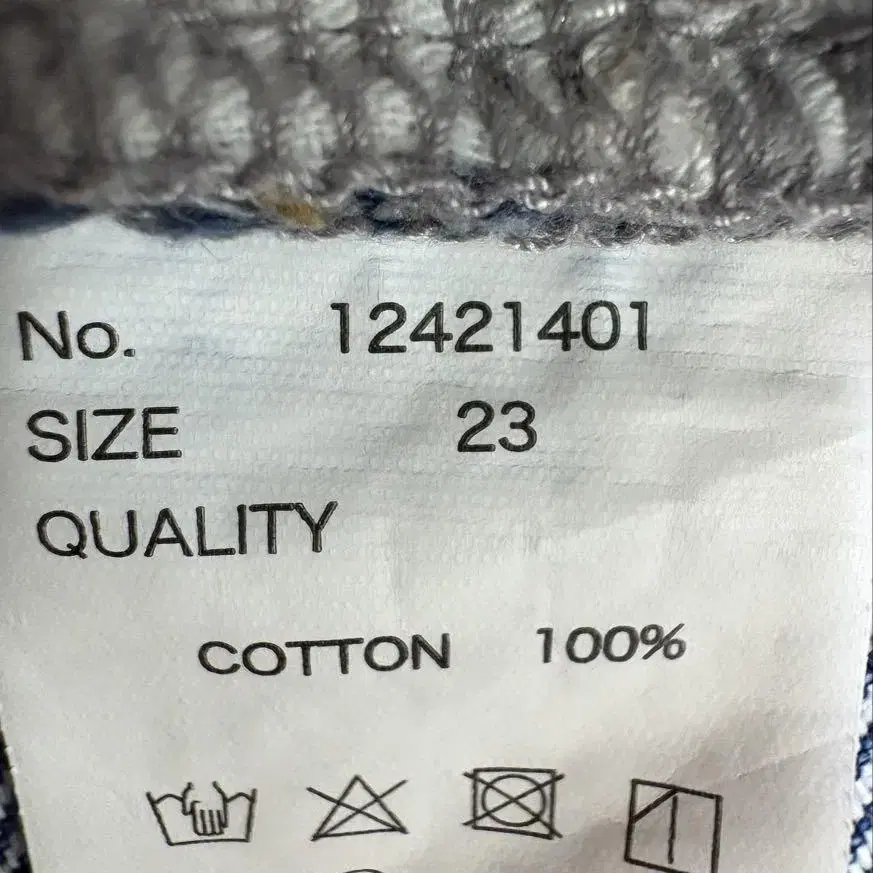 No. 12421401
SIZE 23
QUALITY
COTTON 100%